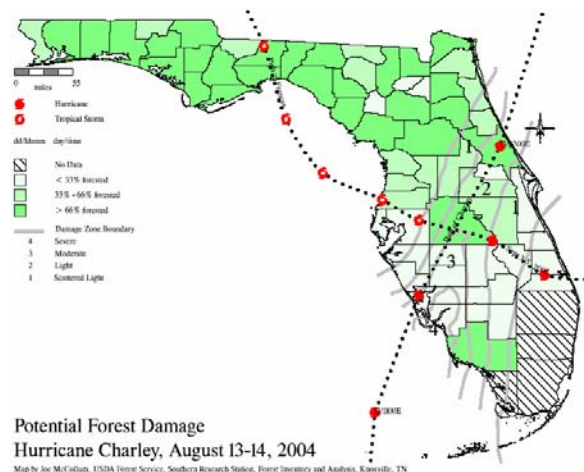 0 55
miles
Hurricane
Tropical Storm
dd/hhmm day/time
No Data
< 33% forested
33% - 66% forested
> 66% forested
Damage Zone Boundary
4 Severe
3 Moderate
2 Light
1 Scattered Light
1
2
3
4
Potential Forest Damage
Hurricane Charley, August 13-14, 2004
Map by Joe McCollum, USDA Forest Service, Southern Research Station, Forest Inventory and Analysis, Knoxville, TN